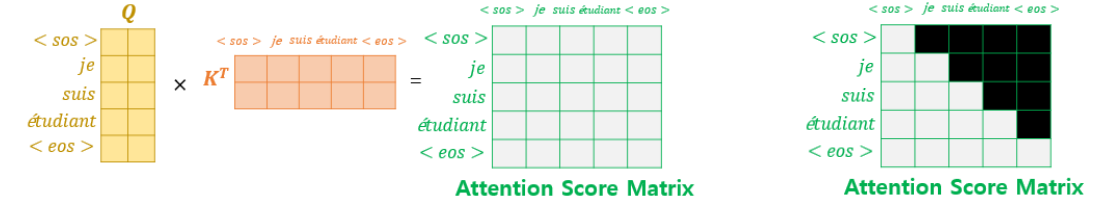 Q
< sos >
je
suis
étudiant
< eos >
×
< sos > je suis étudiant < eos >
K^T
=
< sos > je suis étudiant < eos >
< sos >
je
suis
étudiant
< eos >
Attention Score Matrix
< sos > je suis étudiant < eos >
< sos >
je
suis
étudiant
< eos >
Attention Score Matrix